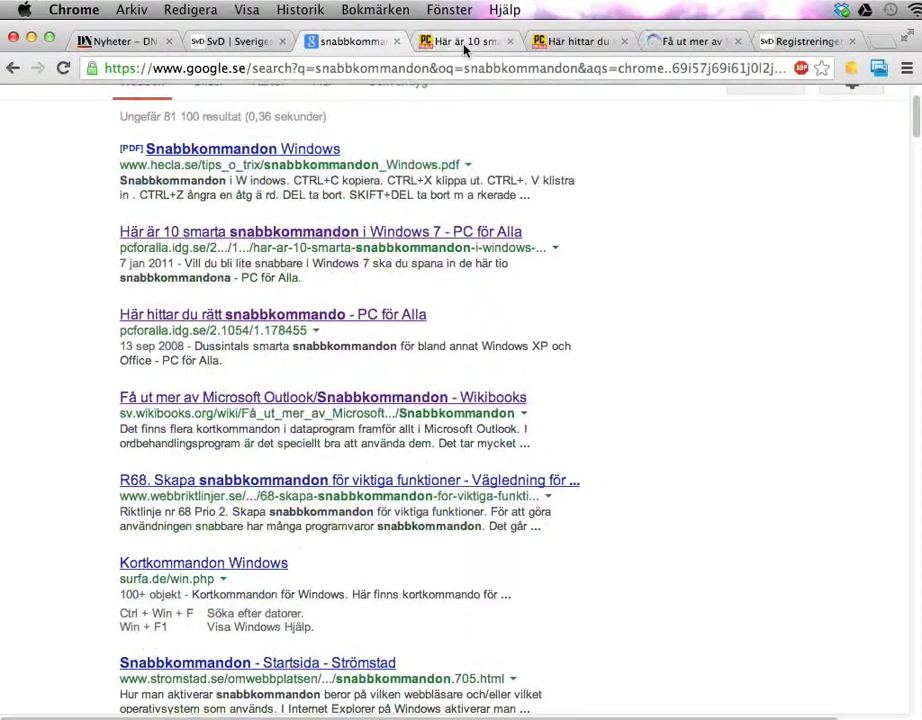 Chrome Arkiv Redigera Visa Historik Bokmärken Fönster Hjälp
Nyheter – DN SvD | Sveriges snabbkomma Här är 10 sma Här hittar du Få ut mer av Registreringe
https://www.google.se/search?q=snabbkommandon&oq=snabbkommandon&aqs=chrome..69i57j69i61j0l2j...
Ungefär 81 100 resultat (0,36 sekunder)
[PDF] Snabbkommandon Windows
www.hecla.se/tips_o_trix/snabbkommandon_Windows.pdf
Snabbkommandon i W indows. CTRL+C kopiera. CTRL+X klippa ut. CTRL+. V klistra
in . CTRL+Z ångra en åtg ä rd. DEL ta bort. SKIFT+DEL ta bort m a rkerade ...
Här är 10 smarta snabbkommandon i Windows 7 - PC för Alla
pcforalla.idg.se/2.../1.../har-ar-10-smarta-snabbkommandon-i-windows-...
7 jan 2011 - Vill du bli lite snabbare i Windows 7 ska du spana in de här tio
snabbkommandona - PC för Alla.
Här hittar du rätt snabbkommando - PC för Alla
pcforalla.idg.se/2.1054/1.178455
13 sep 2008 - Dussintals smarta snabbkommandon för bland annat Windows XP och
Office - PC för Alla.
Få ut mer av Microsoft Outlook/Snabbkommandon - Wikibooks
sv.wikibooks.org/wiki/Få_ut_mer_av_Microsoft.../Snabbkommandon
Det finns flera kortkommandon i dataprogram framför allt i Microsoft Outlook. I
ordbehandlingsprogram är det speciellt bra att använda dem. Det tar mycket ...
R68. Skapa snabbkommandon för viktiga funktioner - Vägledning för ...
www.webbriktlinjer.se/.../68-skapa-snabbkommandon-for-viktiga-funkti...
Riktlinje nr 68 Prio 2. Skapa snabbkommandon för viktiga funktioner. För att göra
användningen snabbare har många programvaror snabbkommandon. Det går ...
Kortkommandon Windows
surfa.de/win.php
100+ objekt - Kortkommandon för Windows. Här finns kortkommando för ...
Ctrl + Win + F Söka efter datorer.
Win + F1 Visa Windows Hjälp.
Snabbkommandon - Startsida - Strömstad
www.stromstad.se/omwebbplatsen/.../snabbkommandon.705.html
Hur man aktiverar snabbkommandon beror på vilken webbläsare och/eller vilket
operativsystem som används. I Internet Explorer på Windows aktiverar man ...